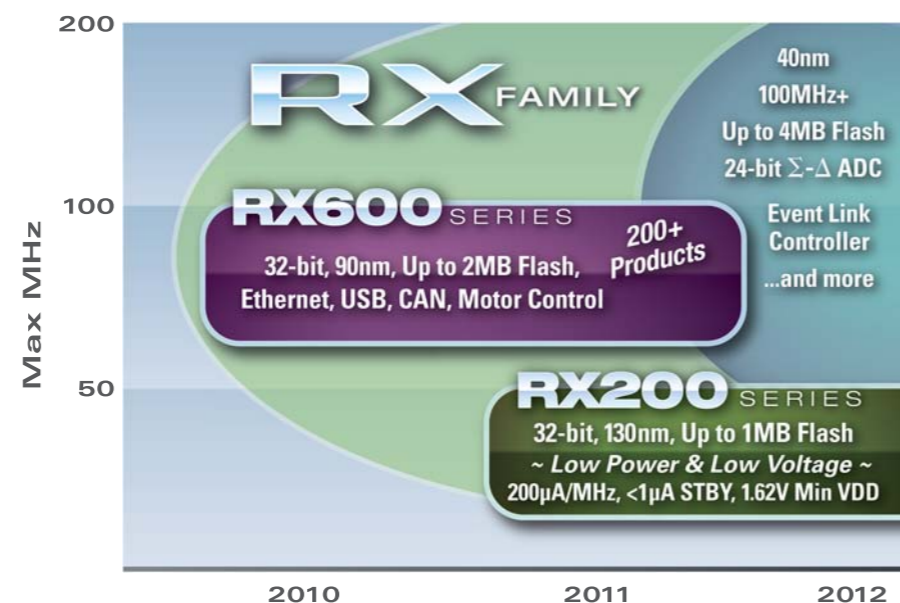 Max MHz
200
100
50
RX FAMILY
RX600 SERIES
32-bit, 90nm, Up to 2MB Flash,
Ethernet, USB, CAN, Motor Control
200+
Products
40nm
100MHz+
Up to 4MB Flash
24-bit Σ-Δ ADC
Event Link
Controller
...and more
RX200 SERIES
32-bit, 130nm, Up to 1MB Flash
~ Low Power & Low Voltage ~
200µA/MHz, <1µA STBY, 1.62V Min VDD
2010 2011 2012